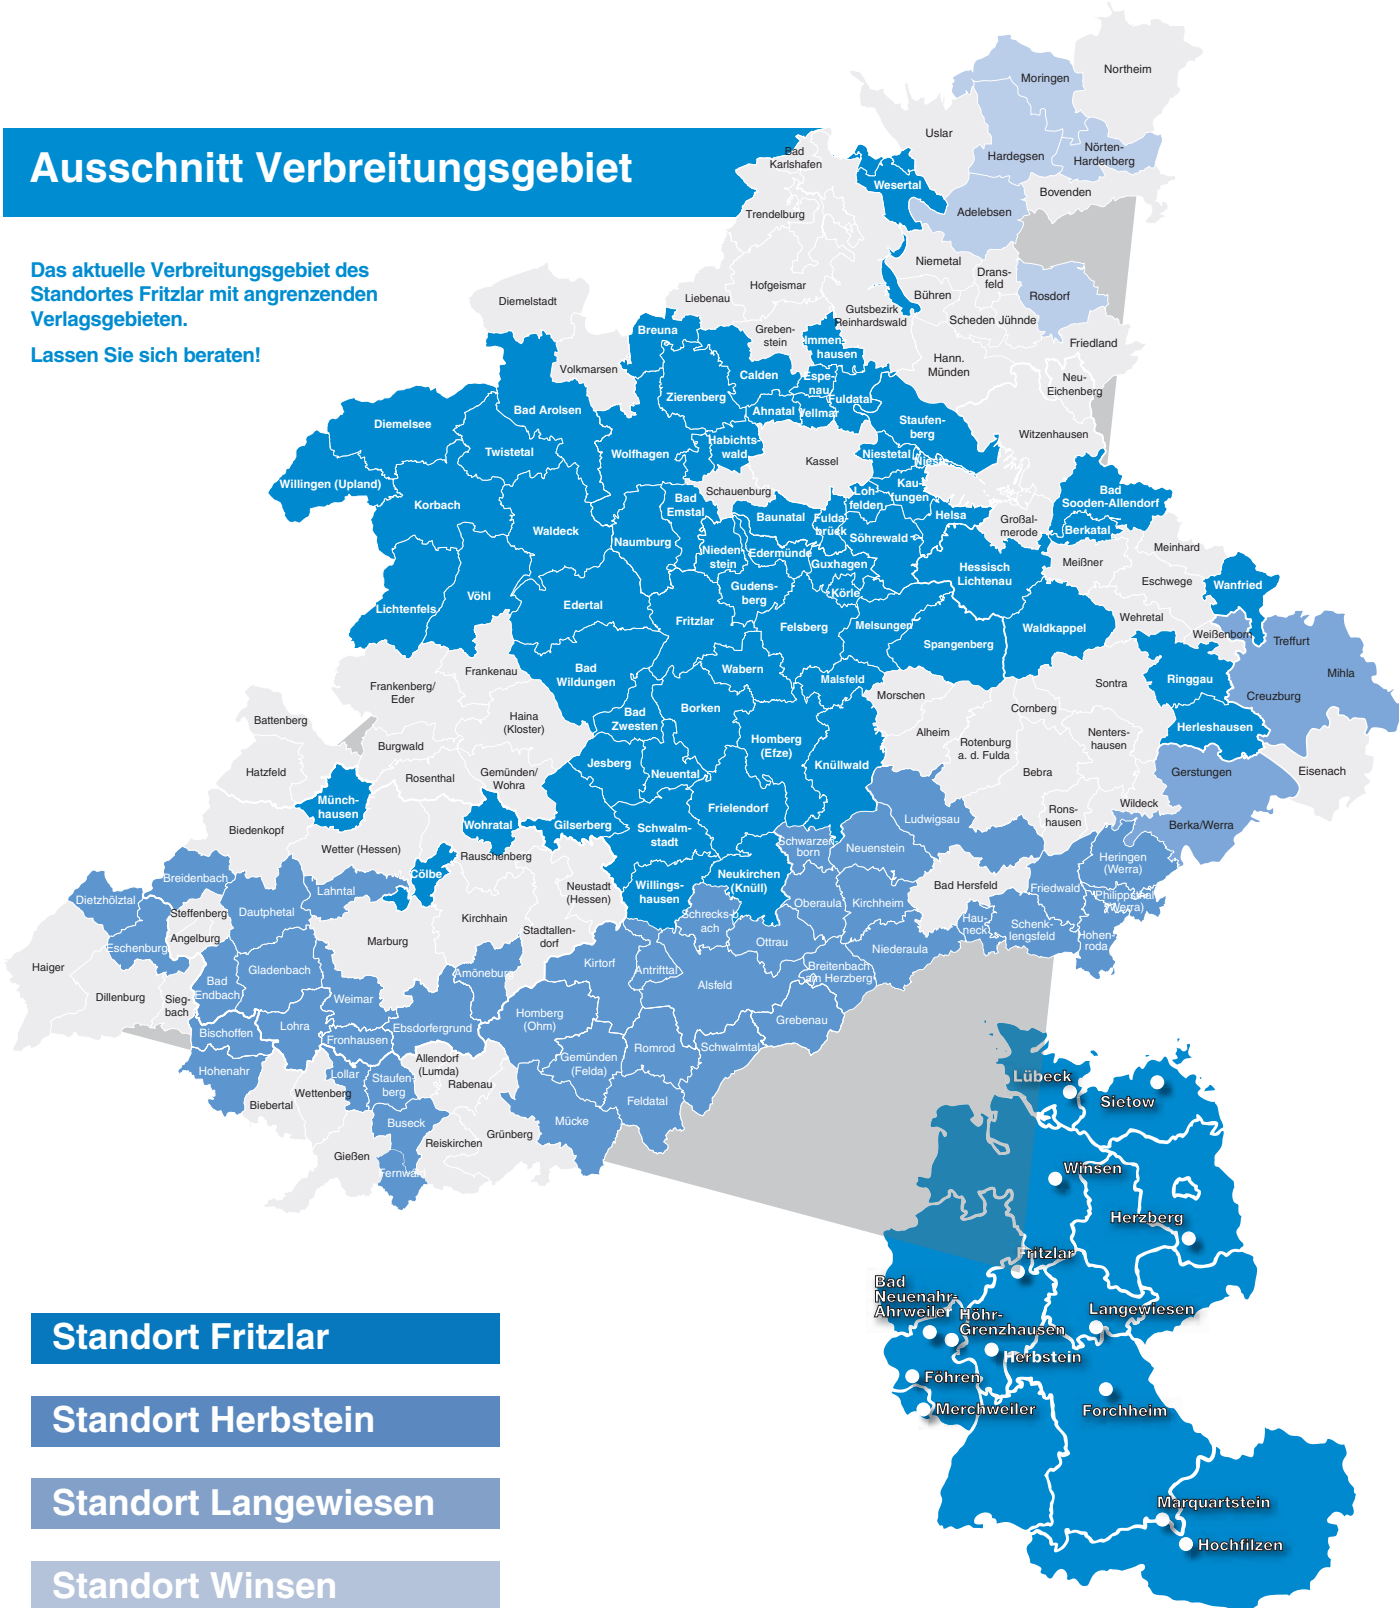 Ausschnitt Verbreitungsgebiet
Das aktuelle Verbreitungsgebiet des
Standortes Fritzlar mit angrenzenden
Verlagsgebieten.
Lassen Sie sich beraten!
Northeim
Moringen
Uslar
Hardegsen
Nörten-
Hardenberg
Bad
Karlshafen
Wesertal
Bovenden
Adelebsen
Trendelburg
Niemetal
Drans-
feld
Hofgeismar
Bühren
Rosdorf
Diemelstadt
Liebenau
Gutsbezirk
Reinhardswald
Scheden
Jühnde
Breuna
Greben-
stein
Immen-
hausen
Friedland
Hann.
Münden
Volkmarsen
Calden
Espe-
nau
Neu-
Eichenberg
Zierenberg
Fuldatal
Bad Arolsen
Ahnatal
Vellmar
Diemelsee
Staufen-
berg
Witzenhausen
Twistetal
Wolfhagen
Habichts-
wald
Kassel
Niestetal
Nieste
Willingen (Upland)
Schauenburg
Kau-
fungen
Loh-
felden
Bad
Sooden-Allendorf
Korbach
Bad
Emstal
Baunatal
Fulda-
brück
Helsa
Großal-
merode
Berkatal
Waldeck
Naumburg
Söhrewald
Nieden-
stein
Edermünde
Meinhard
Guxhagen
Hessisch
Lichtenau
Meißner
Eschwege
Wanfried
Vöhl
Lichtenfels
Edertal
Gudens-
berg
Körle
Fritzlar
Felsberg
Melsungen
Waldkappel
Wehretal
Weißenborn
Treffurt
Spangenberg
Frankenau
Bad
Wildungen
Wabern
Malsfeld
Mihla
Frankenberg/
Eder
Ringgau
Sontra
Morschen
Creuzburg
Battenberg
Haina
(Kloster)
Bad
Zwesten
Borken
Cornberg
Herleshausen
Burgwald
Homberg
(Efze)
Alheim
Rotenburg
a. d. Fulda
Nenters-
hausen
Hatzfeld
Rosenthal
Gemünden/
Wohra
Jesberg
Neuental
Knüllwald
Bebra
Gerstungen
Eisenach
Münch-
hausen
Frielendorf
Rons-
hausen
Wildeck
Biedenkopf
Wohratal
Gilserberg
Schwalm-
stadt
Ludwigsau
Berka/Werra
Wetter (Hessen)
Rauschenberg
Schwarzen-
born
Neuenstein
Heringen
(Werra)
Breidenbach
Cölbe
Neustadt
(Hessen)
Willings-
hausen
Neukirchen
(Knüll)
Bad Hersfeld
Friedwald
Philippsthal
(Werra)
Dietzhölztal
Lahntal
Steffenberg
Dautphetal
Kirchhain
Schrecks-
bach
Oberaula
Kirchheim
Hau-
neck
Schenk-
lengsfeld
Hohen-
roda
Angelburg
Marburg
Stadtallen-
dorf
Ottrau
Niederaula
Eschenburg
Haiger
Gladenbach
Amöneburg
Kirtorf
Antrifttal
Breitenbach
am Herzberg
Dillenburg
Sieg-
bach
Bad
Endbach
Weimar
Alsfeld
Homberg
(Ohm)
Grebenau
Bischoffen
Lohra
Fronhausen
Ebsdorfergrund
Romrod
Schwalmtal
Gemünden
(Felda)
Hohenahr
Lollar
Staufen-
berg
Allendorf
(Lumda)
Rabenau
Wettenberg
Biebertal
Feldatal
Mücke
Buseck
Reiskirchen
Grünberg
Gießen
Fernwald
Lübeck
Sietow
Winsen
Herzberg
Fritzlar
Bad
Neuenahr-
Ahrweiler
Höhr-
Grenzhausen
Langewiesen
Herbstein
Föhren
Merchweiler
Forchheim
Marquartstein
Hochfilzen
Standort Fritzlar
Standort Herbstein
Standort Langewiesen
Standort Winsen